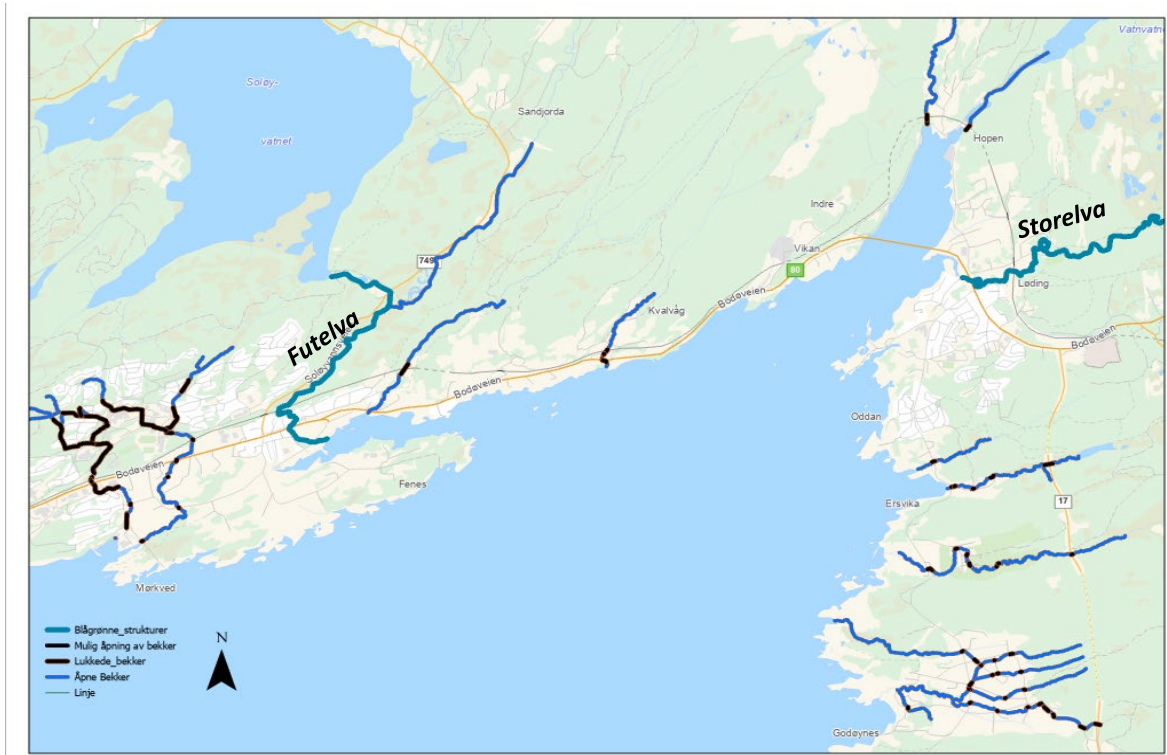 Vatnvatn
Soløy-
vatnet
Sandjorda
Hopen
Indre
Storelva
Vikan
749
80
Løding
Kvalvåg
Futelva
Bodøveien
Bodøveien
Bodøveien
Oddan
Bodøveien
Fenes
17
Ersvika
Mørkved
Blågrønne_strukturer
Mulig åpning av bekker
Lukkede_bekker
Åpne Bekker
Linje
N
Godøynes